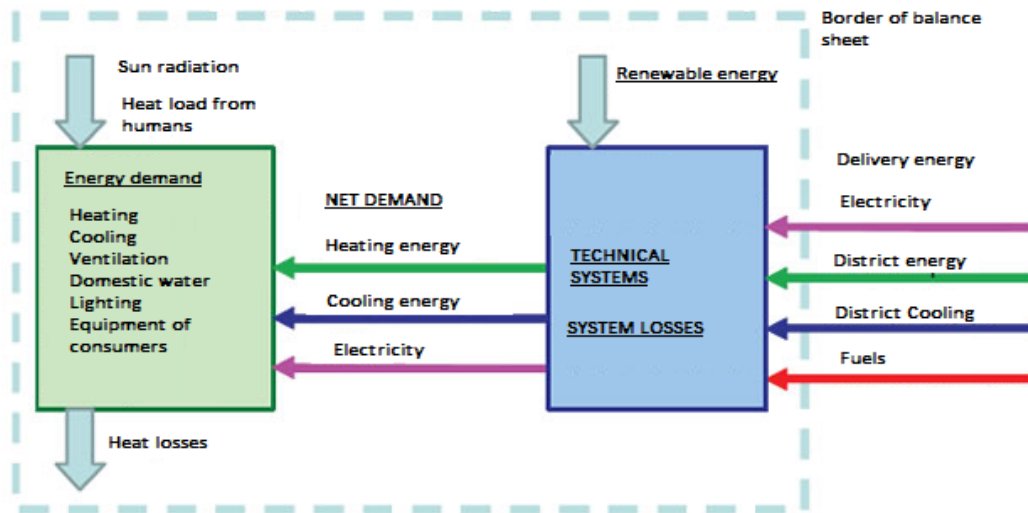 Border of balance
sheet
Sun radiation
Heat load from
humans
Renewable energy
Energy demand
Heating
Cooling
Ventilation
Domestic water
Lighting
Equipment of
consumers
NET DEMAND
Heating energy
Cooling energy
Electricity
TECHNICAL
SYSTEMS
SYSTEM LOSSES
Delivery energy
Electricity
District energy
District Cooling
Fuels
Heat losses